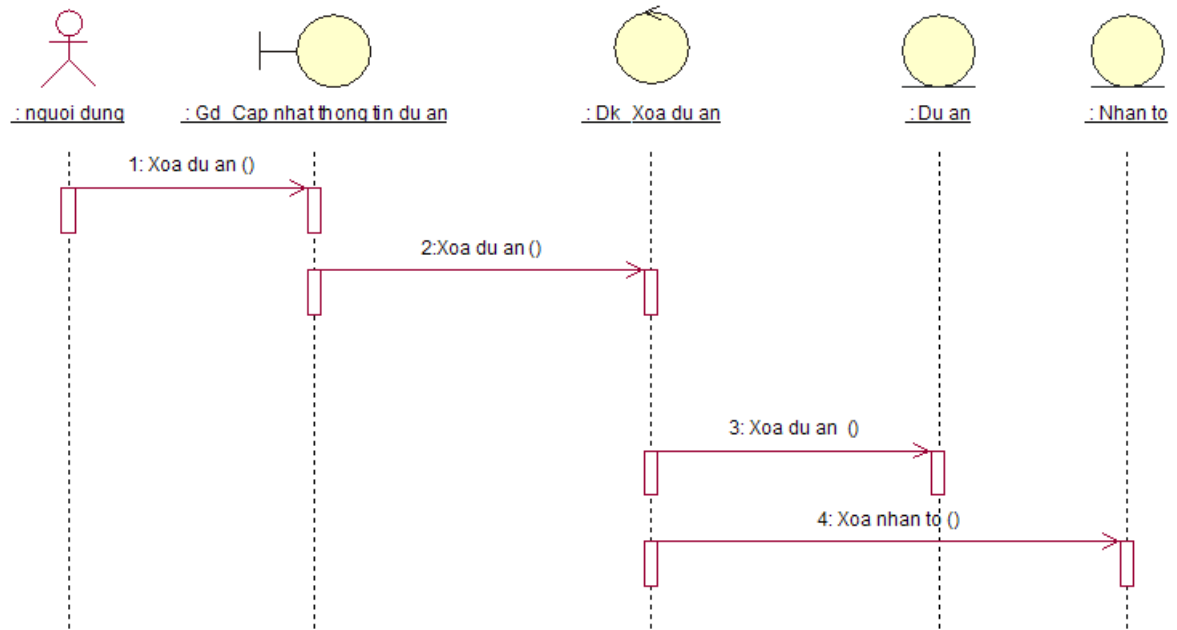 : nguoi dung
: Gd_Cap nhat thong tin du an
: Dk_Xoa du an
: Du an
: Nhan to
1: Xoa du an ()
2:Xoa du an ()
3: Xoa du an ()
4: Xoa nhan to ()